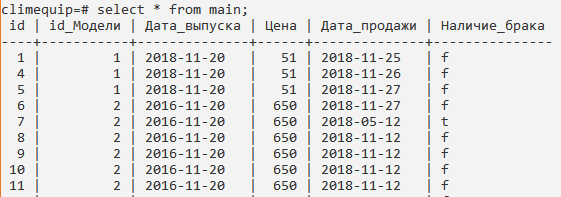 climequip=# select * from main;
id | id_Модели | Дата_выпуска | Цена | Дата_продажи | Наличие_брака
----+-----------+--------------+------+--------------+---------------
1 | 1 | 2018-11-20 | 51 | 2018-11-25 | f
4 | 1 | 2018-11-20 | 51 | 2018-11-26 | f
5 | 1 | 2018-11-20 | 51 | 2018-11-27 | f
6 | 2 | 2016-11-20 | 650 | 2018-11-27 | f
7 | 2 | 2016-11-20 | 650 | 2018-05-12 | t
8 | 2 | 2016-11-20 | 650 | 2018-11-12 | f
9 | 2 | 2016-11-20 | 650 | 2018-11-12 | f
10 | 2 | 2016-11-20 | 650 | 2018-11-12 | f
11 | 2 | 2016-11-20 | 650 | 2018-11-12 | f